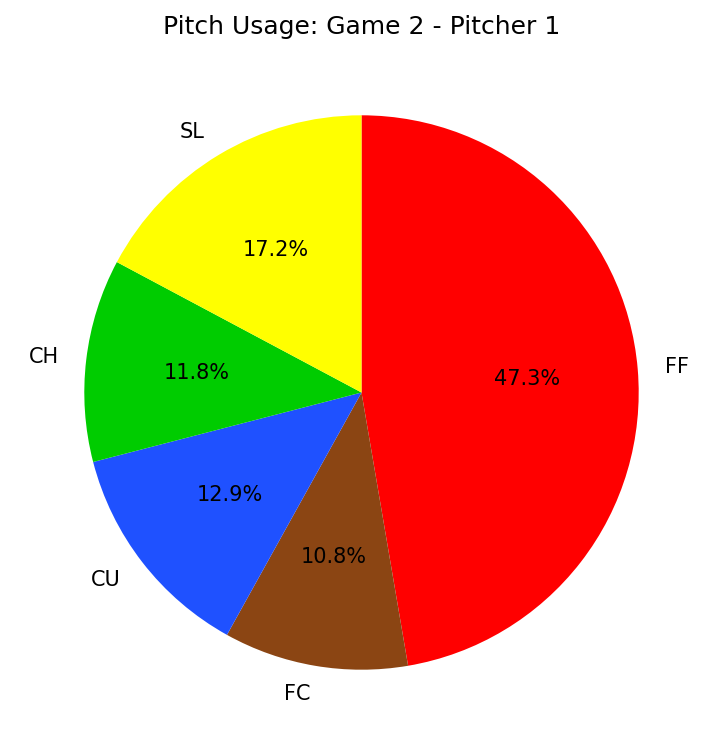 Pitch Usage: Game 2 - Pitcher 1
SL
17.2%
CH
11.8%
FF
47.3%
12.9%
CU
10.8%
FC